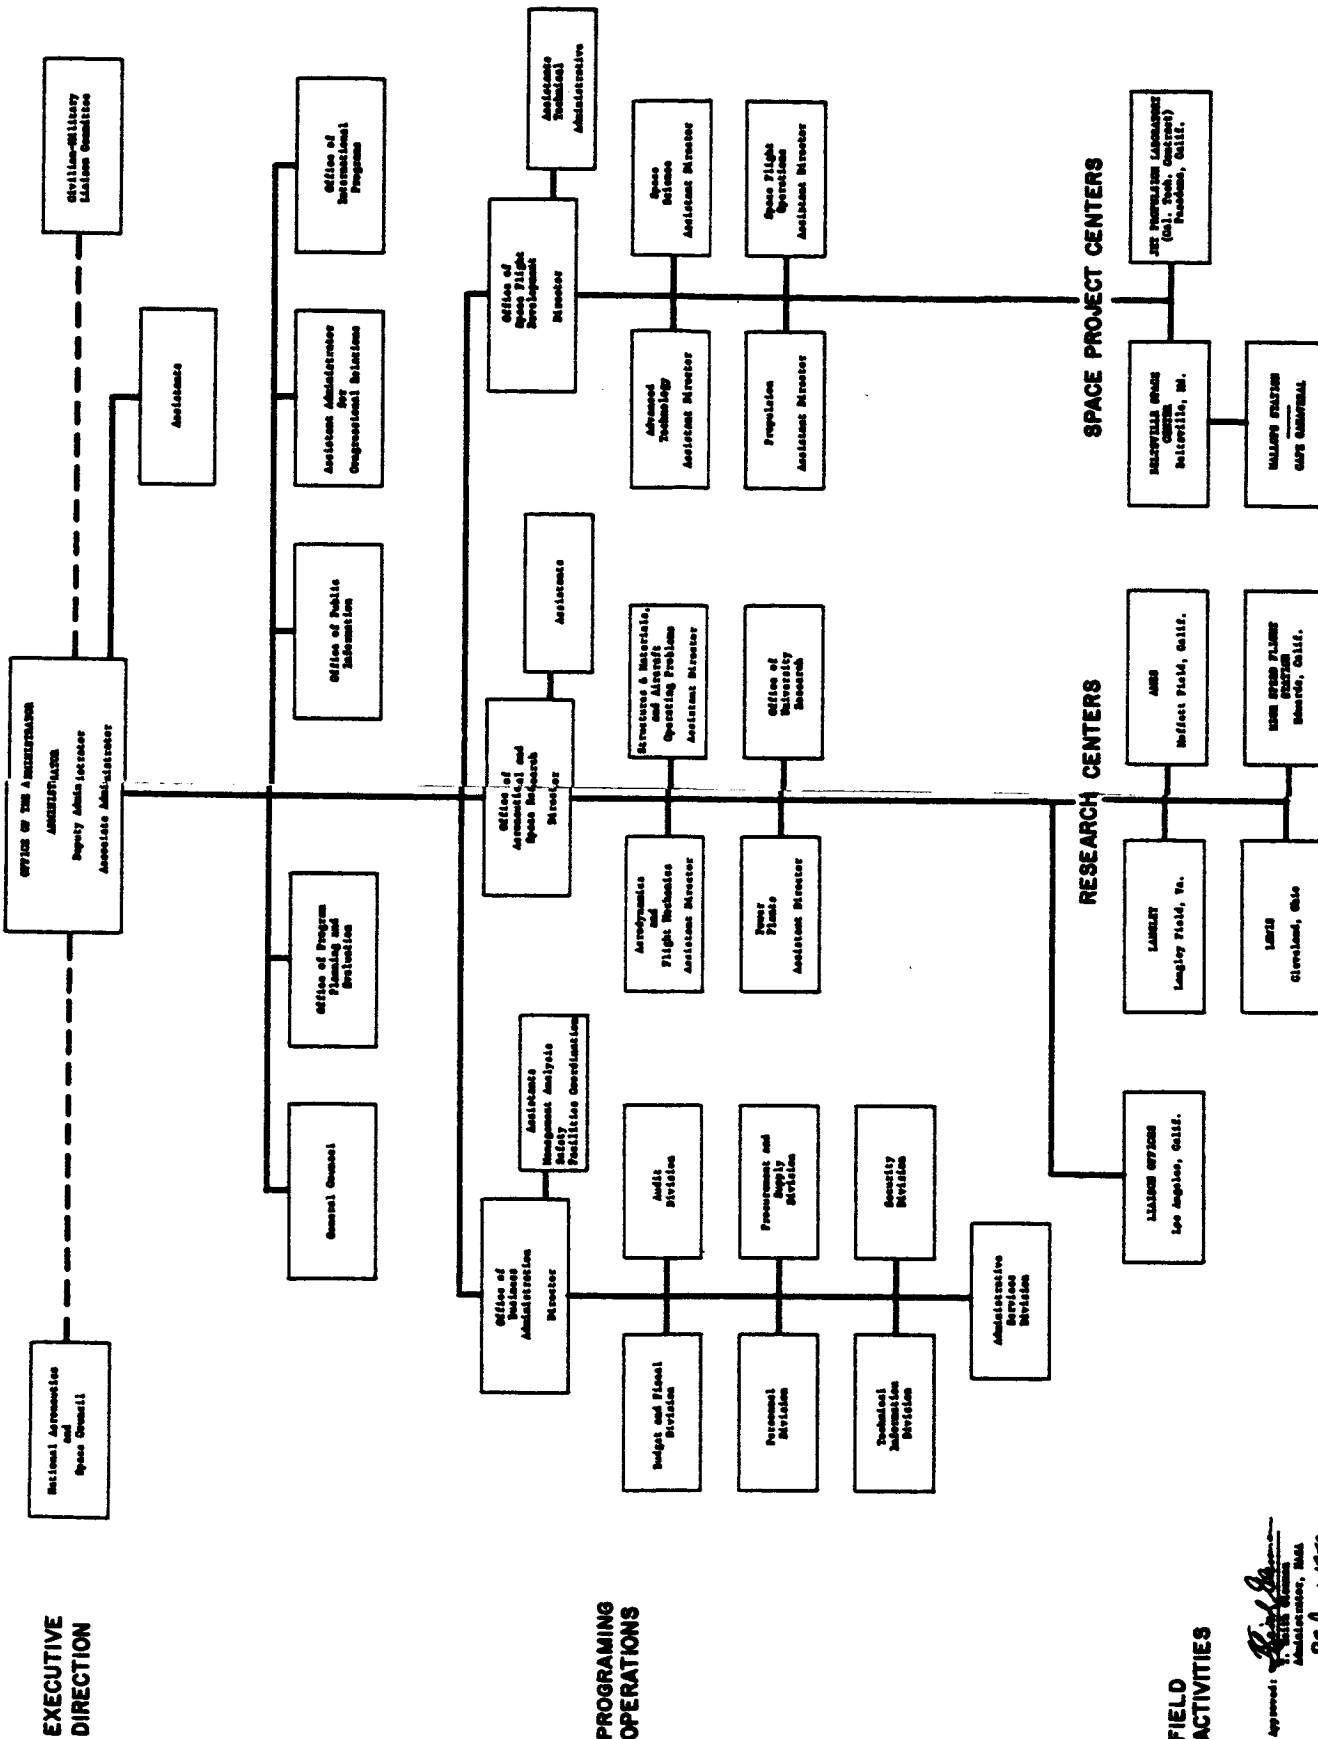 EXECUTIVE
DIRECTION
National Aeronautics
and
Space Council
OFFICE OF THE ADMINISTRATOR
ADMINISTRATOR
Deputy Administrator
Associate Administrator
Civilian-Military
Liaison Committee
Assistants
General Counsel
Office of Program
Planning and
Evaluation
Office of Public
Information
Assistant Administrator
for
Congressional Relations
Office of
International
Programs
PROGRAMING
OPERATIONS
Office of
Business
Administration
Director
Assistants
Management Analysis
Safety
Facilities Coordination
Office of
Aeronautical and
Space Research
Director
Assistants
Office of
Space Flight
Development
Director
Assistants
Technical
Administrative
Budget and Fiscal
Division
Audit
Division
Aerodynamics
and
Flight Mechanics
Assistant Director
Structures & Materials,
and Aircraft
Operating Problems
Assistant Director
Advanced
Technology
Assistant Director
Space
Science
Assistant Director
Personnel
Division
Procurement and
Supply
Division
Power
Plants
Assistant Director
Office of
University
Research
Propulsion
Assistant Director
Space Flight
Operations
Assistant Director
Technical
Information
Division
Security
Division
Administrative
Services
Division
FIELD
ACTIVITIES
RESEARCH CENTERS
SPACE PROJECT CENTERS
LIAISON OFFICES
Los Angeles, Calif.
LANGLEY
Langley Field, Va.
AMES
Moffett Field, Calif.
BELTSVILLE SPACE
CENTER
Beltsville, Md.
JET PROPULSION LABORATORY
(Cal. Tech. Contract)
Pasadena, Calif.
LEWIS
Cleveland, Ohio
HIGH SPEED FLIGHT
STATION
Edwards, Calif.
WALLOPS STATION
CAPE CANAVERAL
Approved:
T. Keith Glennan
Administrator, NASA